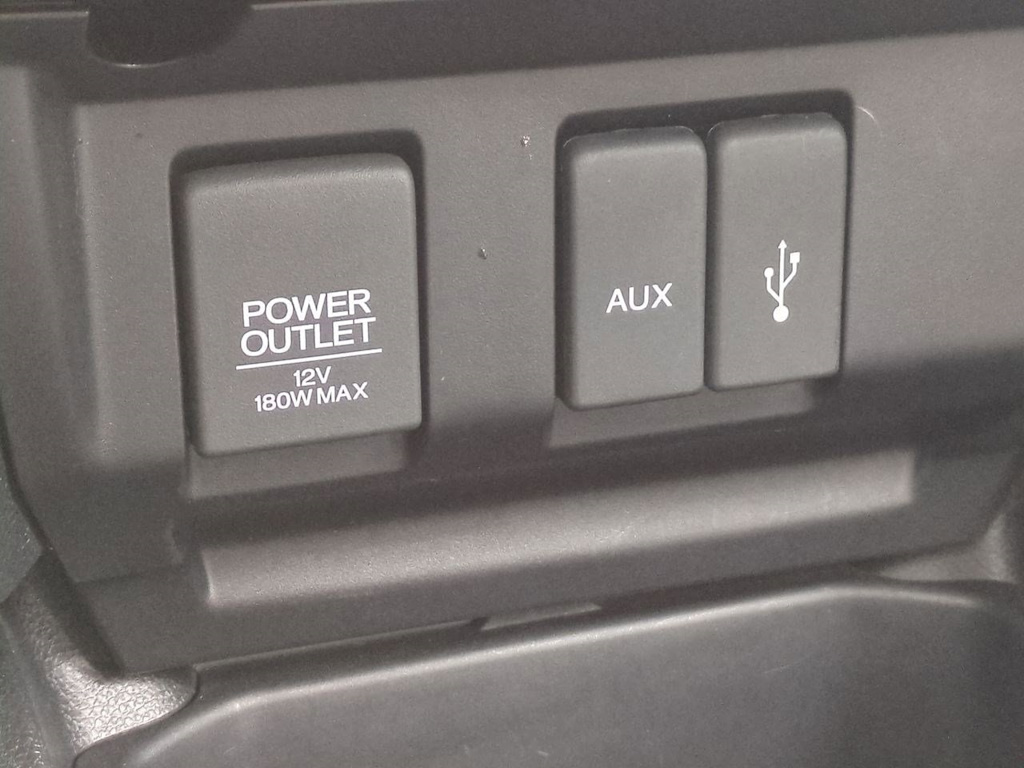 POWER
OUTLET
12V
180W MAX
AUX